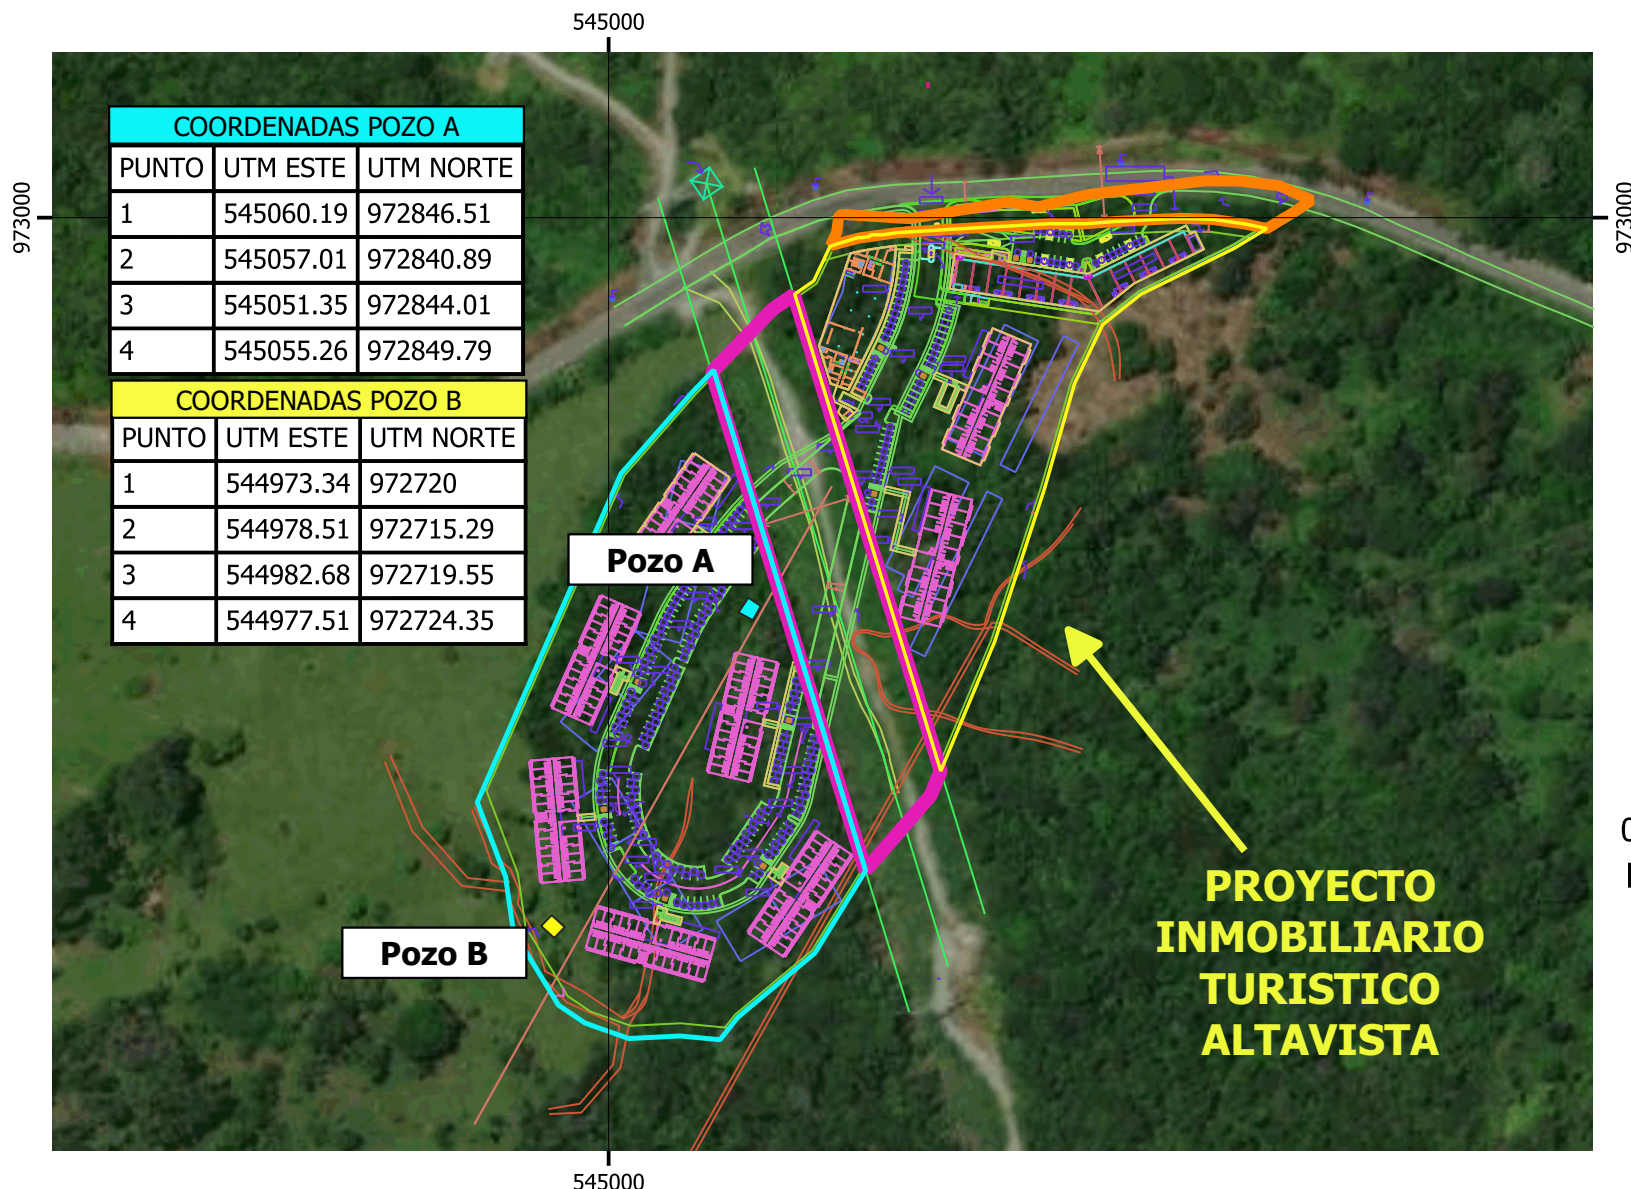 545000
973000
973000
COORDENADAS POZO A
PUNTO UTM ESTE UTM NORTE
1 545060.19 972846.51
2 545057.01 972840.89
3 545051.35 972844.01
4 545055.26 972849.79
COORDENADAS POZO B
PUNTO UTM ESTE UTM NORTE
1 544973.34 972720
2 544978.51 972715.29
3 544982.68 972719.55
4 544977.51 972724.35
Pozo A
Pozo B
PROYECTO
INMOBILIARIO
TURISTICO
ALTAVISTA
545000